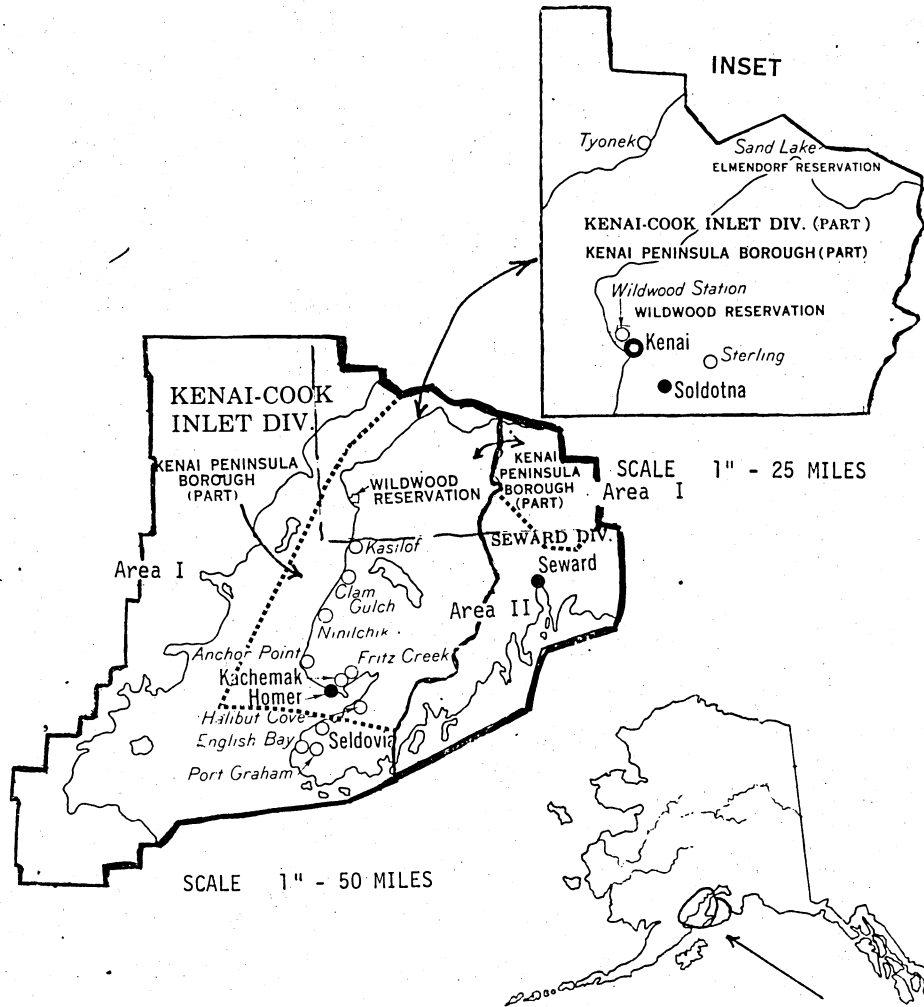 INSET
Tyonek
Sand Lake
ELMENDORF RESERVATION
KENAI-COOK INLET DIV. (PART)
KENAI PENINSULA BOROUGH (PART)
Wildwood Station
WILDWOOD RESERVATION
Kenai
Sterling
Soldotna
SCALE 1" - 25 MILES
KENAI-COOK
INLET DIV.
KENAI PENINSULA
BOROUGH
(PART)
WILDWOOD
RESERVATION
KENAI
PENINSULA
BOROUGH
(PART)
Area I
SEWARD DIV.
Seward
Kasilof
Area I
Clam
Gulch
Area II
Ninilchik
Anchor Point
Fritz Creek
Kachemak
Homer
Halibut Cove
English Bay
Seldovia
Port Graham
SCALE 1" - 50 MILES